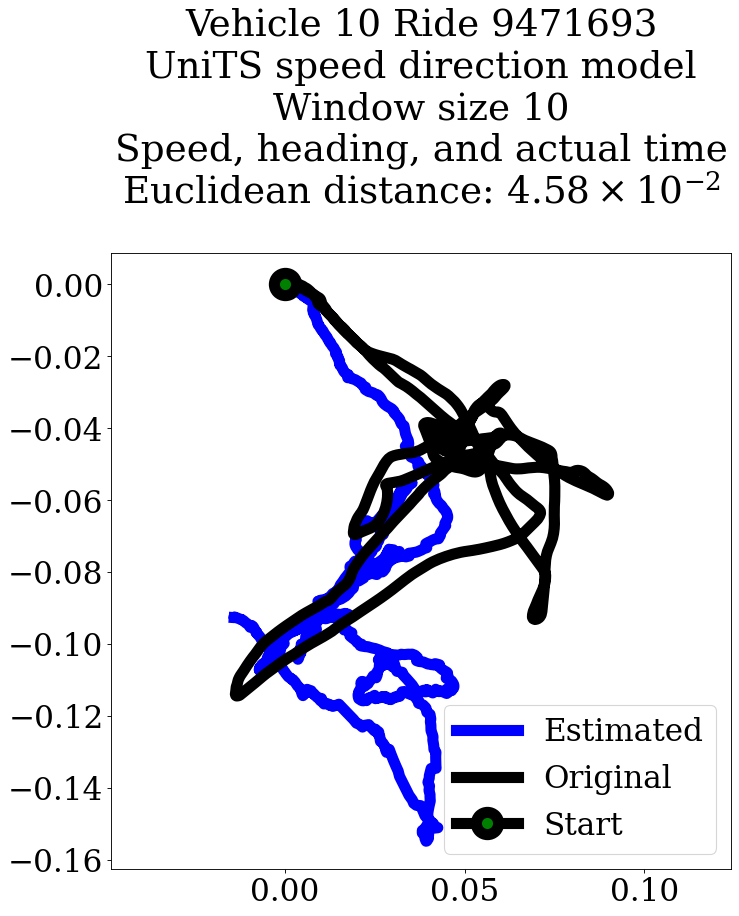 Vehicle 10 Ride 9471693
UniTS speed direction model
Window size 10
Speed, heading, and actual time
Euclidean distance: 4.58 × 10⁻²
0.00
−0.02
−0.04
−0.06
−0.08
−0.10
−0.12
−0.14
−0.16
Estimated
Original
Start
0.00 0.05 0.10